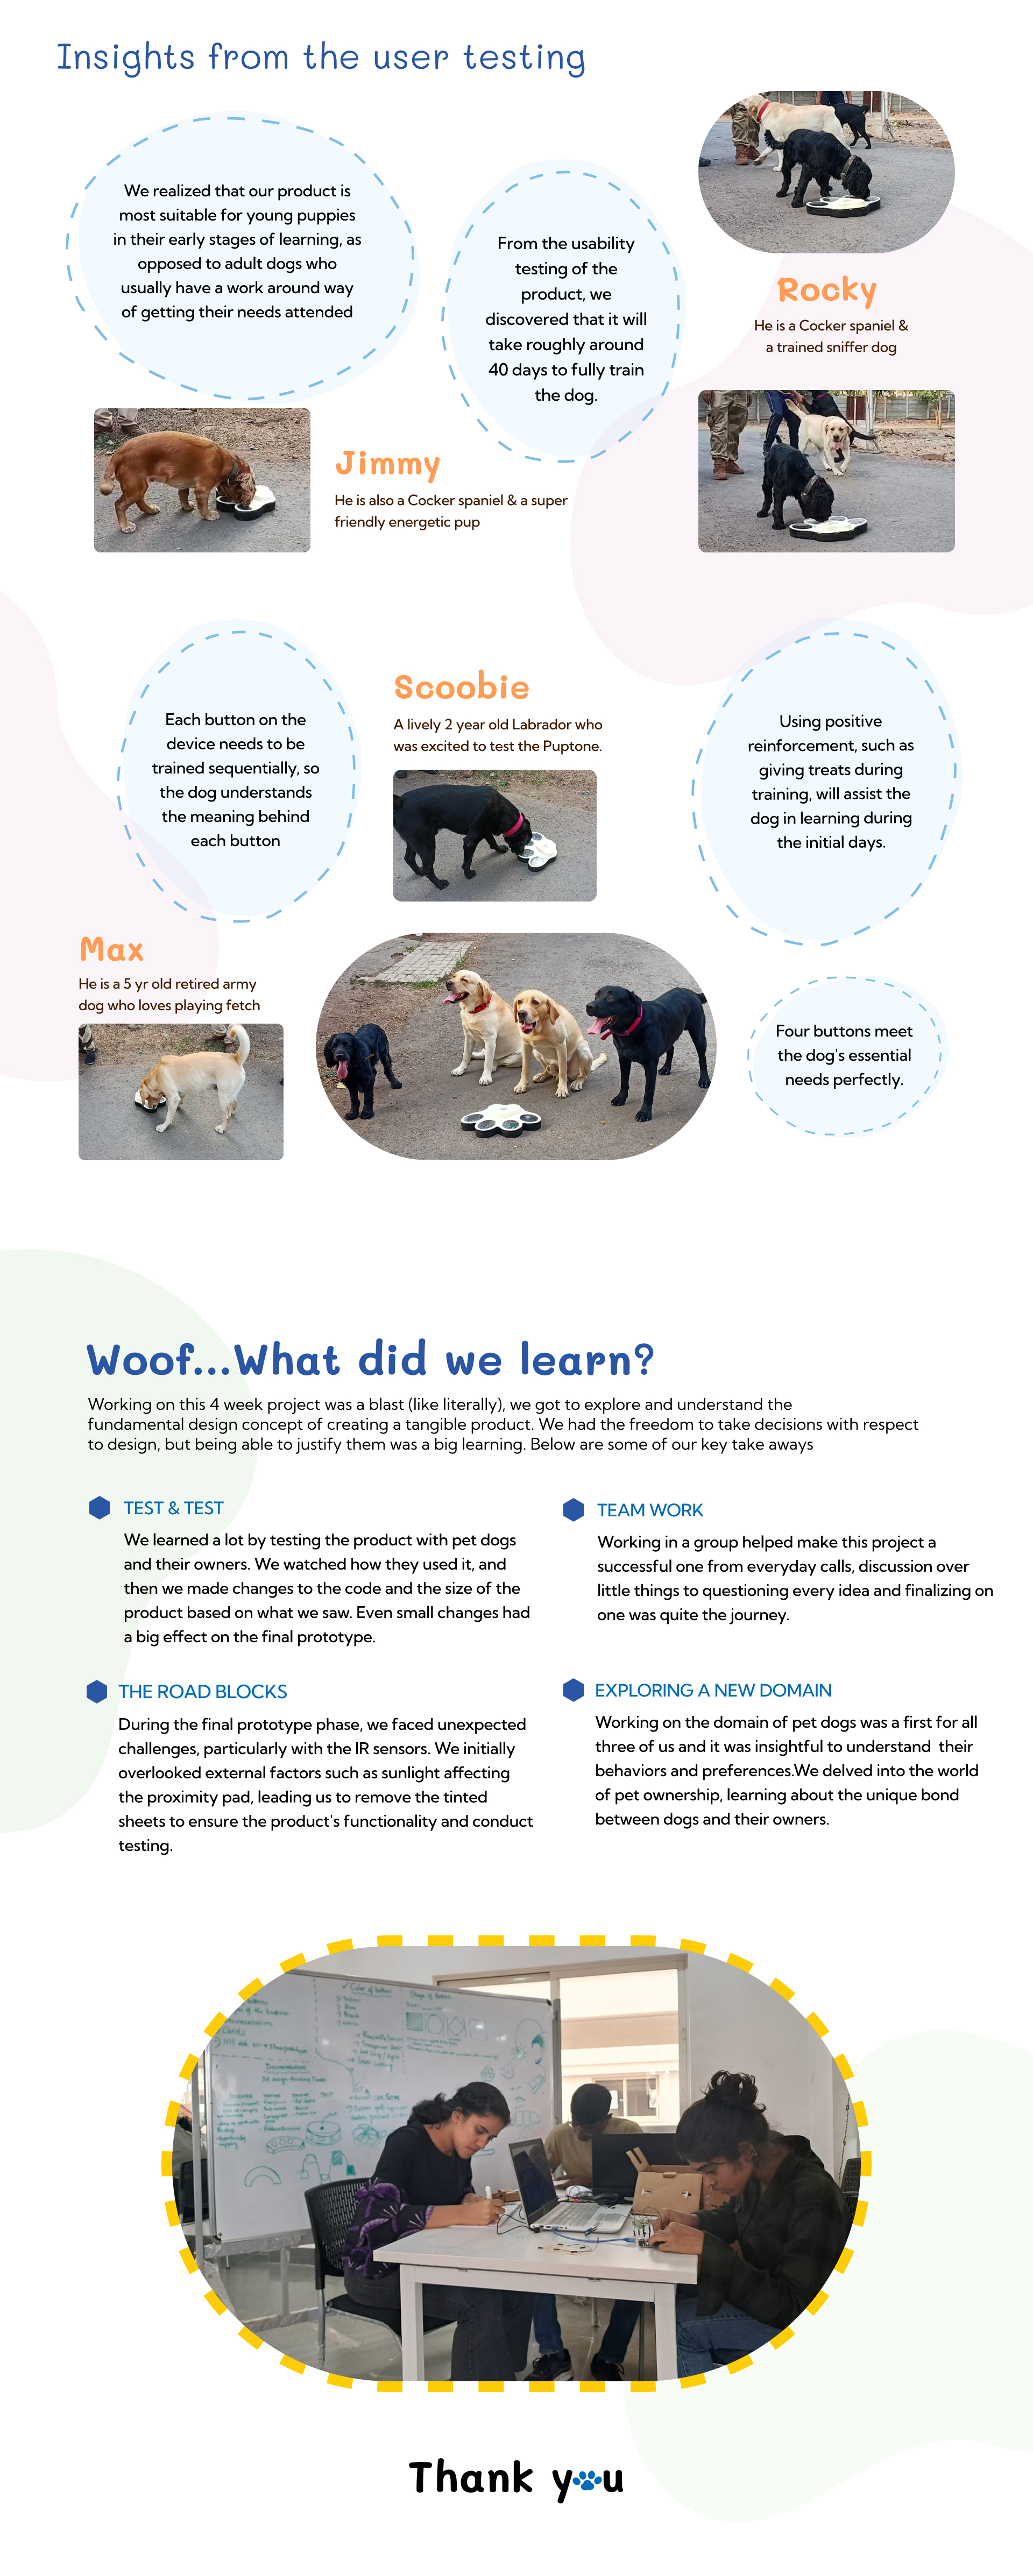 Insights from the user testing
We realized that our product is
most suitable for young puppies
in their early stages of learning, as
opposed to adult dogs who
usually have a work around way
of getting their needs attended
From the usability
testing of the
product, we
discovered that it will
take roughly around
40 days to fully train
the dog.
Rocky
He is a Cocker spaniel &
a trained sniffer dog
Jimmy
He is also a Cocker spaniel & a super
friendly energetic pup
Each button on the
device needs to be
trained sequentially, so
the dog understands
the meaning behind
each button
Scoobie
A lively 2 year old Labrador who
was excited to test the Puptone.
Using positive
reinforcement, such as
giving treats during
training, will assist the
dog in learning during
the initial days.
Max
He is a 5 yr old retired army
dog who loves playing fetch
Four buttons meet
the dog's essential
needs perfectly.
Woof...What did we learn?
Working on this 4 week project was a blast (like literally), we got to explore and understand the
fundamental design concept of creating a tangible product. We had the freedom to take decisions with respect
to design, but being able to justify them was a big learning. Below are some of our key take aways
TEST & TEST
We learned a lot by testing the product with pet dogs
and their owners. We watched how they used it, and
then we made changes to the code and the size of the
product based on what we saw. Even small changes had
a big effect on the final prototype.
TEAM WORK
Working in a group helped make this project a
successful one from everyday calls, discussion over
little things to questioning every idea and finalizing on
one was quite the journey.
THE ROAD BLOCKS
During the final prototype phase, we faced unexpected
challenges, particularly with the IR sensors. We initially
overlooked external factors such as sunlight affecting
the proximity pad, leading us to remove the tinted
sheets to ensure the product's functionality and conduct
testing.
EXPLORING A NEW DOMAIN
Working on the domain of pet dogs was a first for all
three of us and it was insightful to understand  their
behaviors and preferences.We delved into the world
of pet ownership, learning about the unique bond
between dogs and their owners.
Thank you